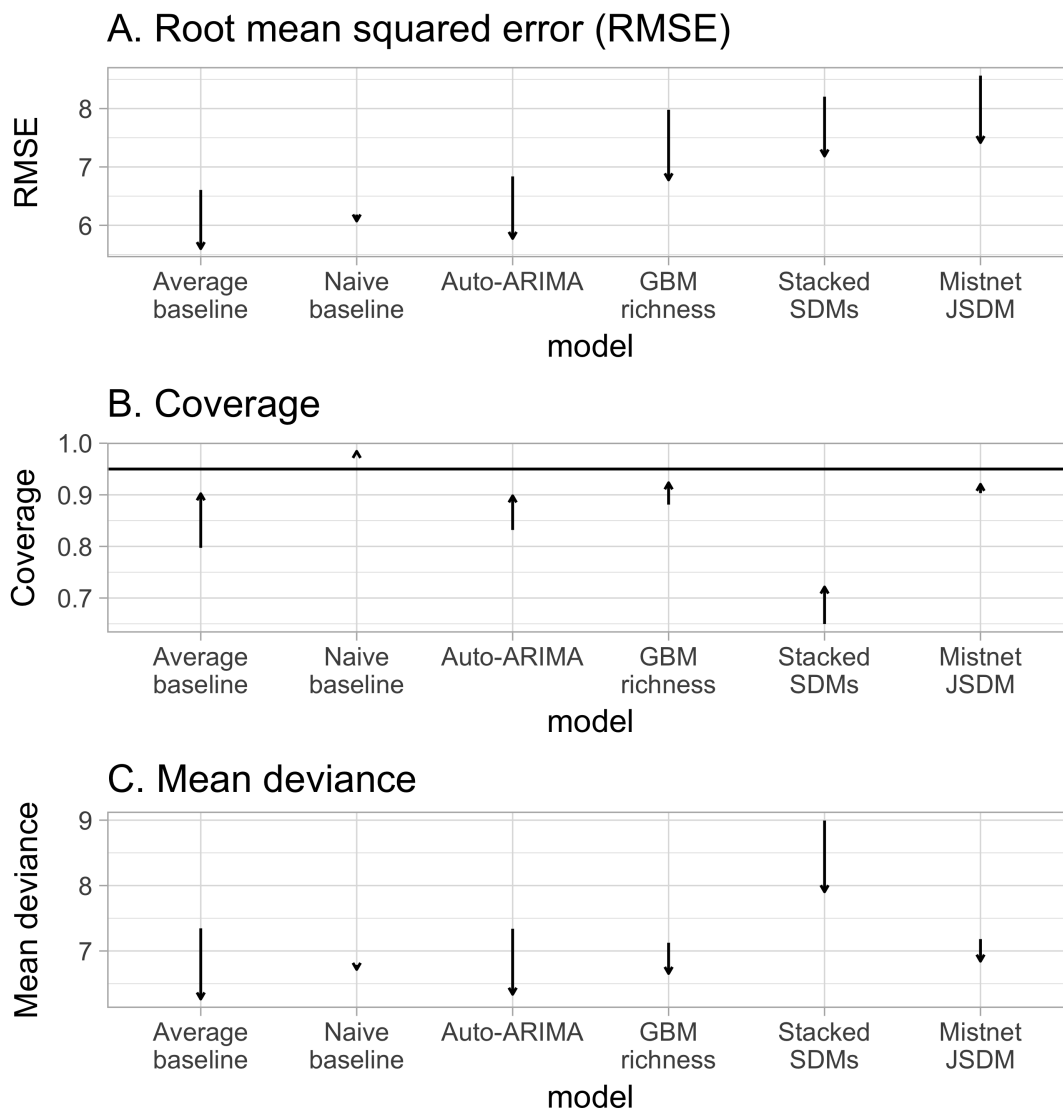 A. Root mean squared error (RMSE)
RMSE
8
7
6
Average
baseline
Naive
baseline
Auto-ARIMA
GBM
richness
Stacked
SDMs
Mistnet
JSDM
model
B. Coverage
Coverage
1.0
0.9
0.8
0.7
Average
baseline
Naive
baseline
Auto-ARIMA
GBM
richness
Stacked
SDMs
Mistnet
JSDM
model
C. Mean deviance
Mean deviance
9
8
7
Average
baseline
Naive
baseline
Auto-ARIMA
GBM
richness
Stacked
SDMs
Mistnet
JSDM
model